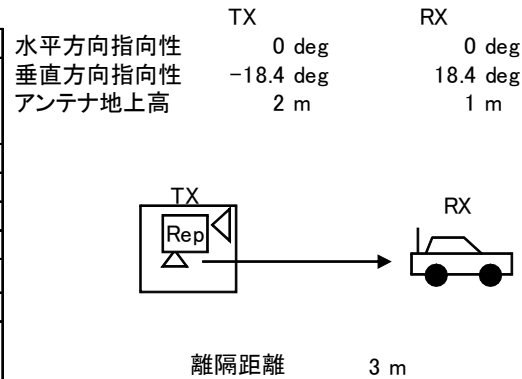 TX RX
水平方向指向性 0 deg 0 deg
垂直方向指向性 -18.4 deg 18.4 deg
アンテナ地上高 2 m 1 m
TX
RX
Rep
離隔距離 3 m